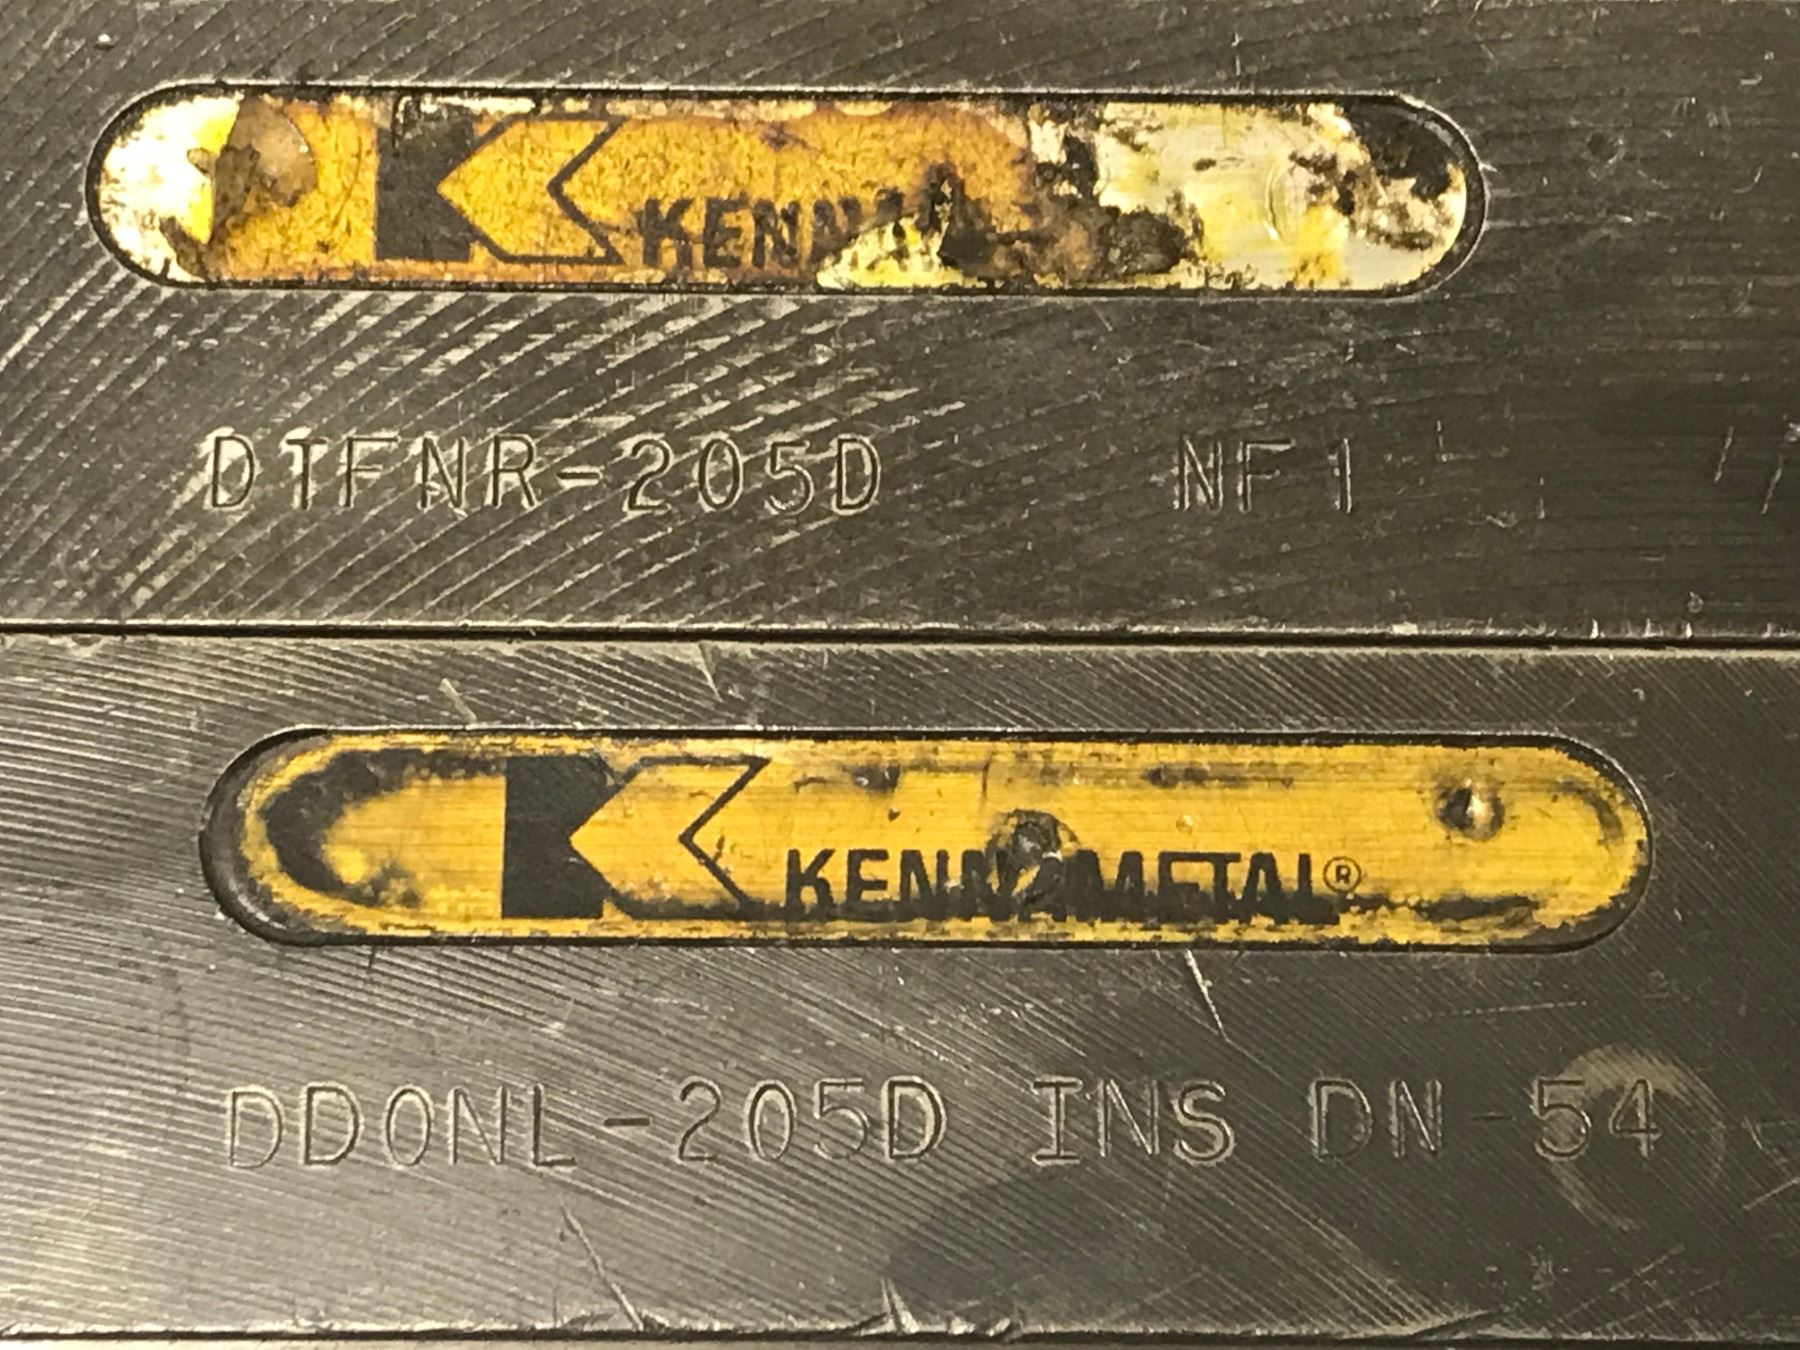 K
DTFNR-205D NF1
K KENNAMETAL®
DDONL-205D INS DN-54